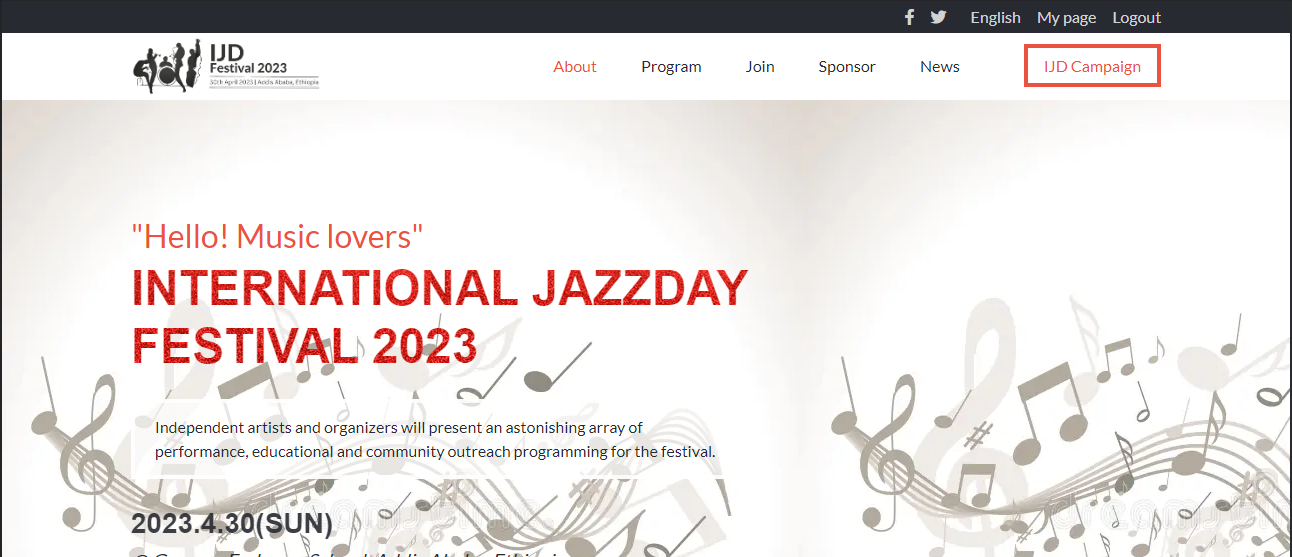 English My page Logout
IJD
Festival 2023
30th April 2023 | Addis Ababa, Ethiopia
About Program Join Sponsor News IJD Campaign
"Hello! Music lovers"
INTERNATIONAL JAZZDAY
FESTIVAL 2023
Independent artists and organizers will present an astonishing array of
performance, educational and community outreach programming for the festival.
2023.4.30(SUN)